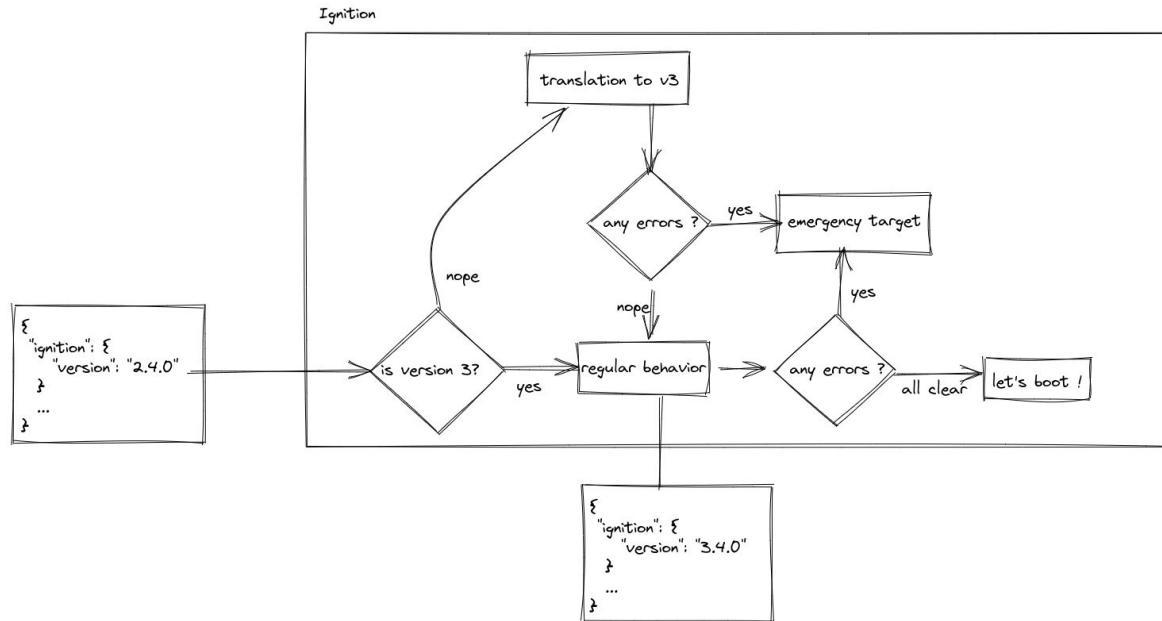 Ignition
translation to v3
any errors ?
yes
emergency target
nope
nope
yes
{
"ignition": {
"version": "2.4.0"
}
...
}
is version 3?
yes
regular behavior
any errors ?
all clear
let's boot !
{
"ignition": {
"version": "3.4.0"
}
...
}